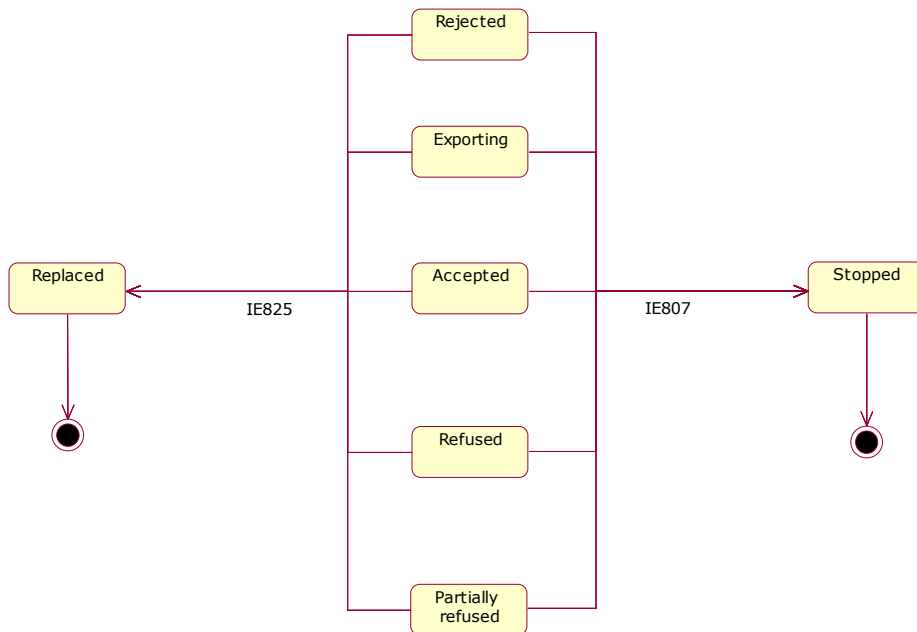 Rejected
Exporting
Replaced
Accepted
Stopped
IE825
IE807
Refused
Partially
refused